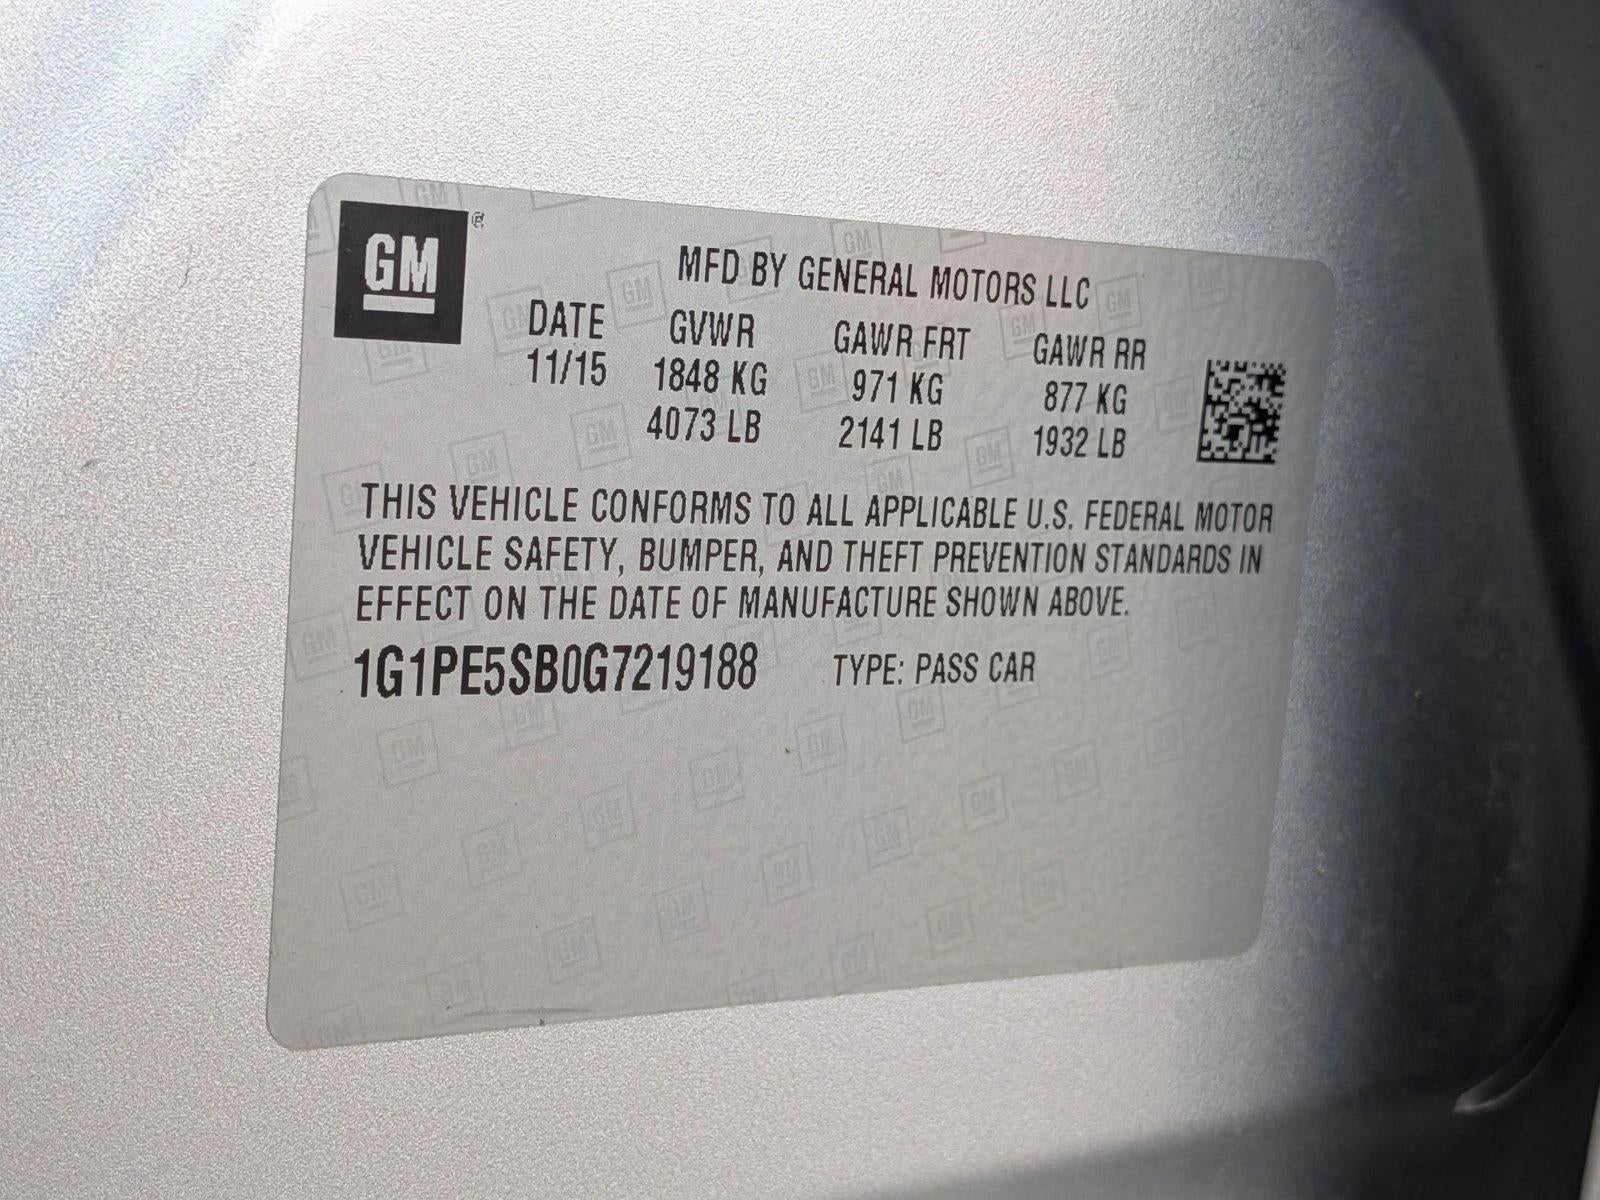 GM
MFD BY GENERAL MOTORS LLC
DATE GVWR GAWR FRT GAWR RR
11/15 1848 KG 971 KG 877 KG
4073 LB 2141 LB 1932 LB
THIS VEHICLE CONFORMS TO ALL APPLICABLE U.S. FEDERAL MOTOR
VEHICLE SAFETY, BUMPER, AND THEFT PREVENTION STANDARDS IN
EFFECT ON THE DATE OF MANUFACTURE SHOWN ABOVE.
1G1PE5SB0G7219188 TYPE: PASS CAR